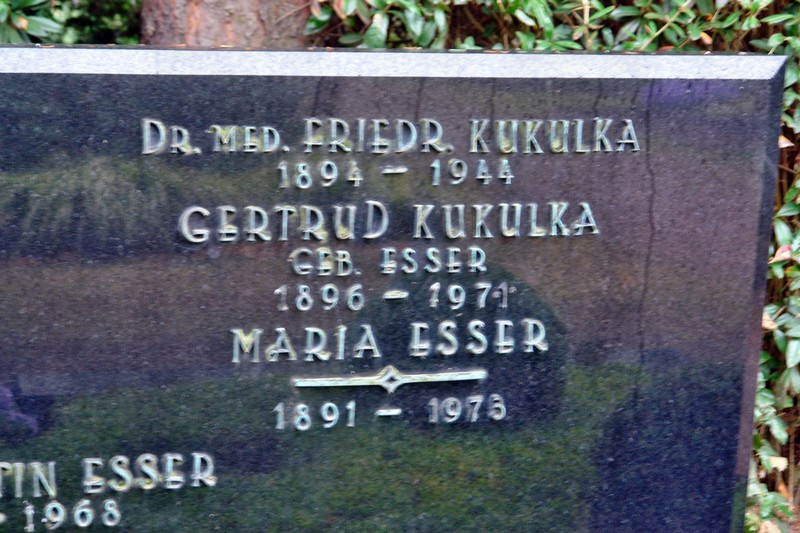 DR. MED. FRIEDR. KUKULKA
1894 – 1944
GERTRUD KUKULKA
GEB. ESSER
1896 – 1971
MARIA ESSER
1891 – 1973
TIN ESSER
- 1968